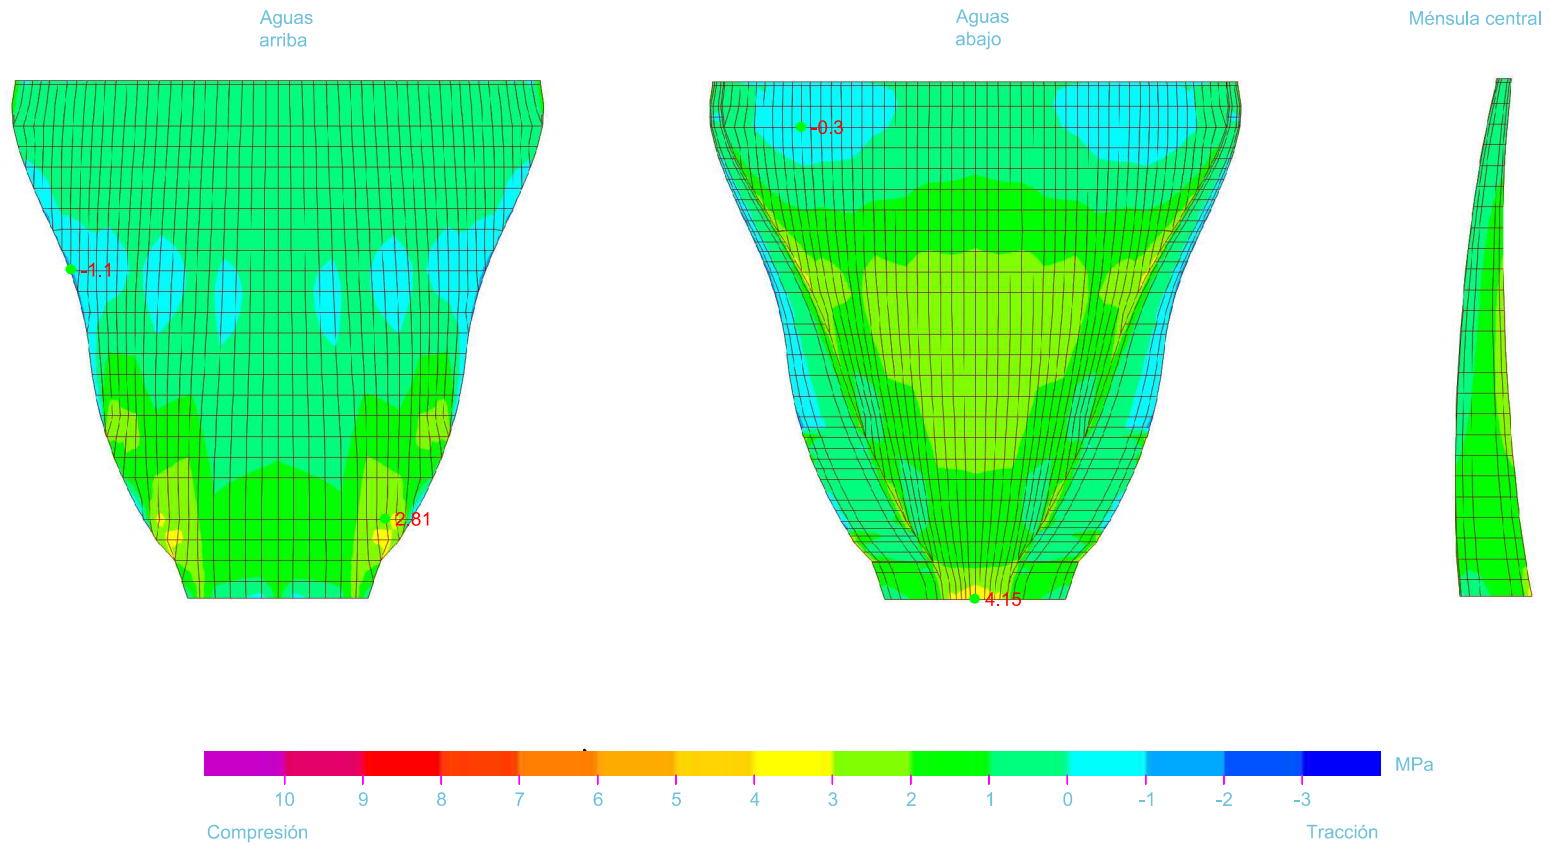 Aguas
arriba
Aguas
abajo
Ménsula central
-0.3
-1.1
2.81
4.15
MPa
10 9 8 7 6 5 4 3 2 1 0 -1 -2 -3
Compresión Tracción